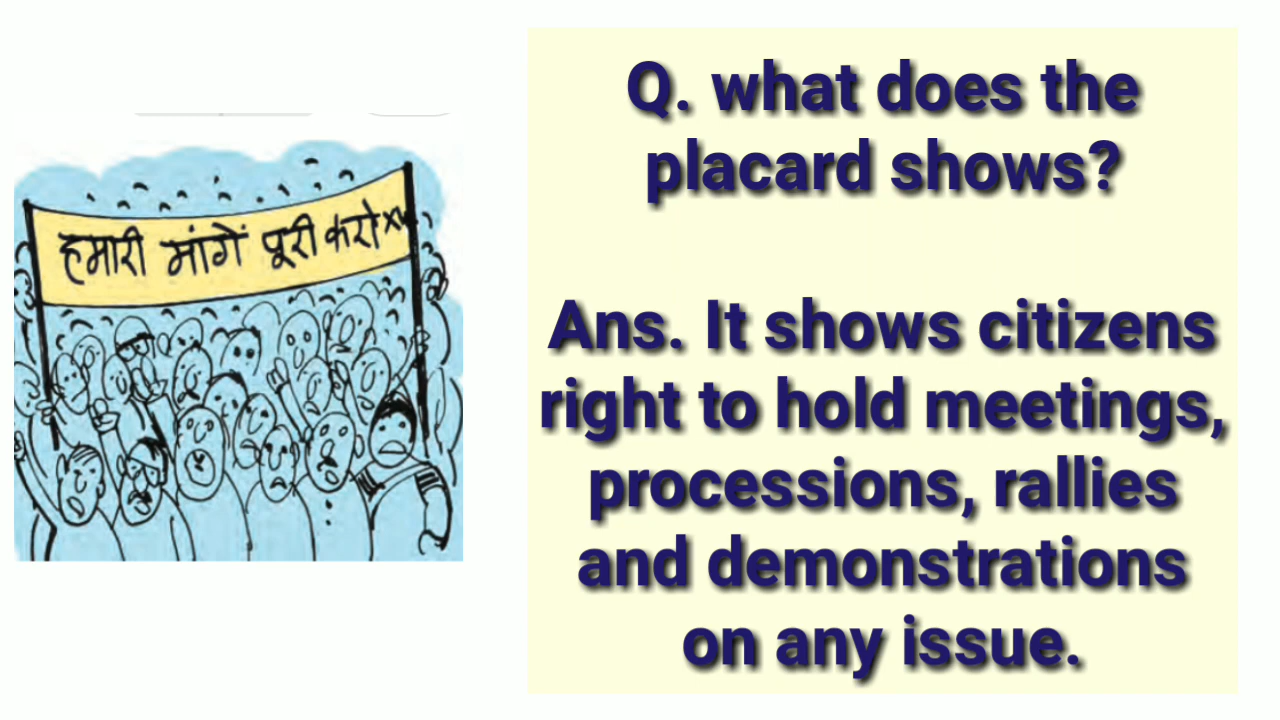 हमारी मांगें पूरी करो
Q. what does the
placard shows?
Ans. It shows citizens
right to hold meetings,
processions, rallies
and demonstrations
on any issue.